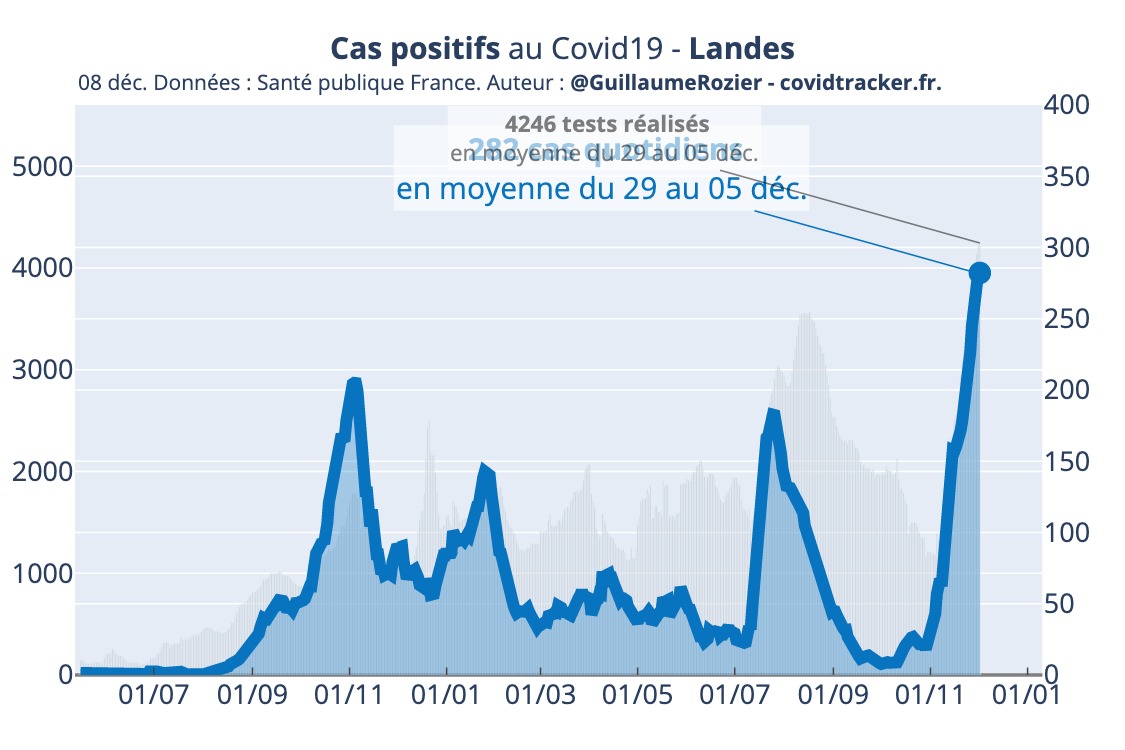 Cas positifs au Covid19 - Landes
08 déc. Données : Santé publique France. Auteur : @GuillaumeRozier - covidtracker.fr.
4246 tests réalisés
en moyenne du 29 au 05 déc.
282 cas quotidiens
en moyenne du 29 au 05 déc.
5000
4000
3000
2000
1000
0
400
350
300
250
200
150
100
50
0
01/07 01/09 01/11 01/01 01/03 01/05 01/07 01/09 01/11 01/01